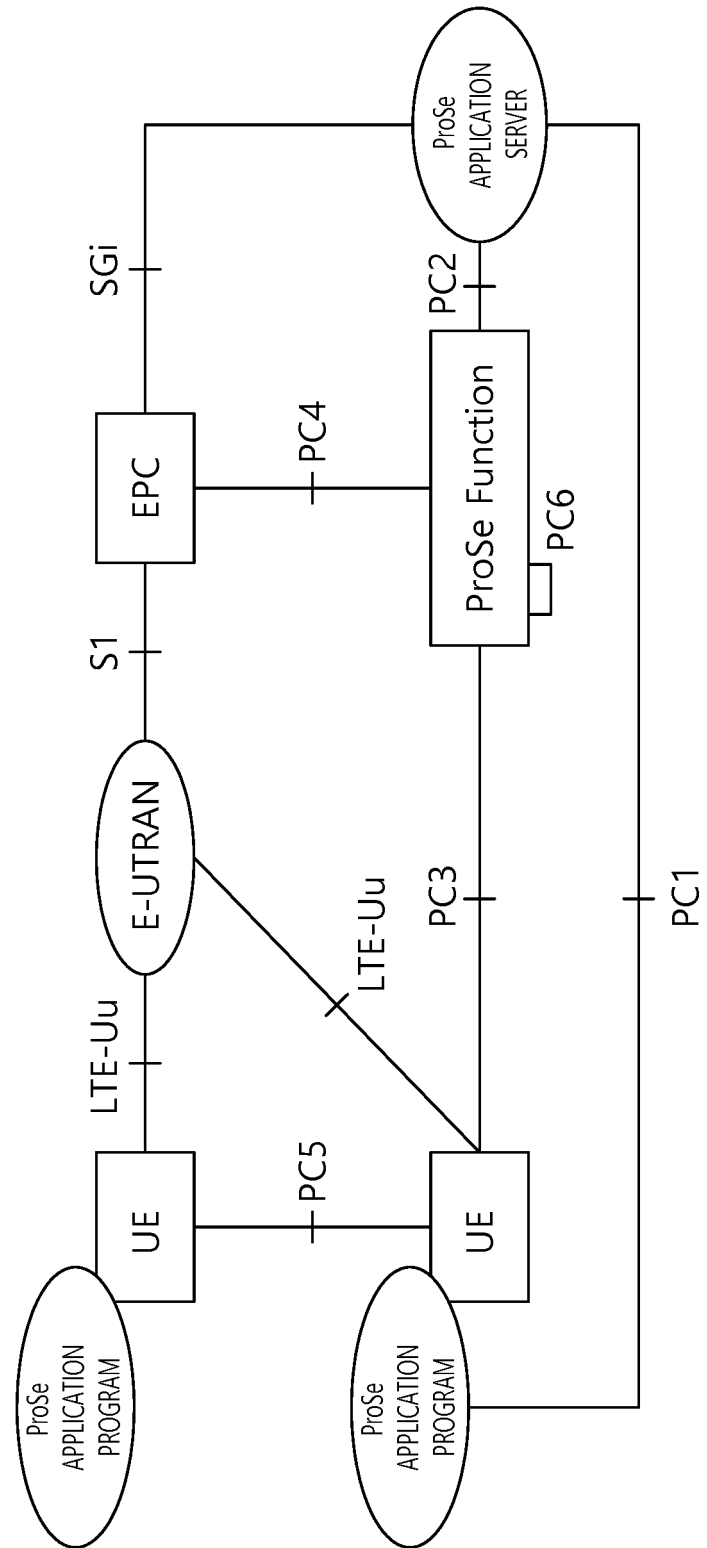 ProSe
APPLICATION
PROGRAM
UE
LTE-Uu
E-UTRAN
S1
EPC
SGi
PC5
LTE-Uu
PC4
ProSe
APPLICATION
PROGRAM
UE
PC3
ProSe Function
PC6
PC2
ProSe
APPLICATION
SERVER
PC1